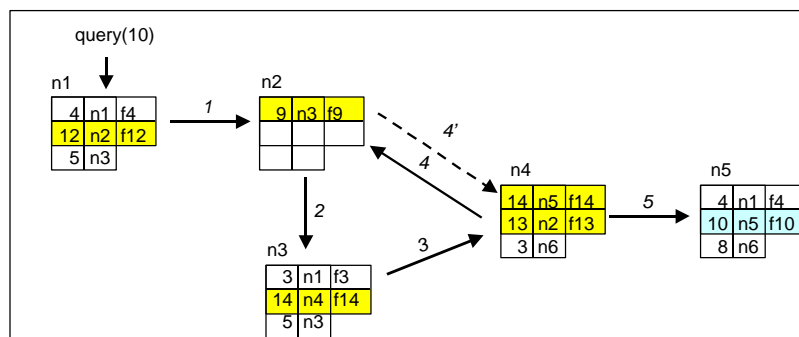 query(10)
n1
4 n1 f4
12 n2 f12
5 n3
1
n2
9 n3 f9
4'
4
2
n3
3 n1 f3
14 n4 f14
5 n3
3
n4
14 n5 f14
13 n2 f13
3 n6
5
n5
4 n1 f4
10 n5 f10
8 n6